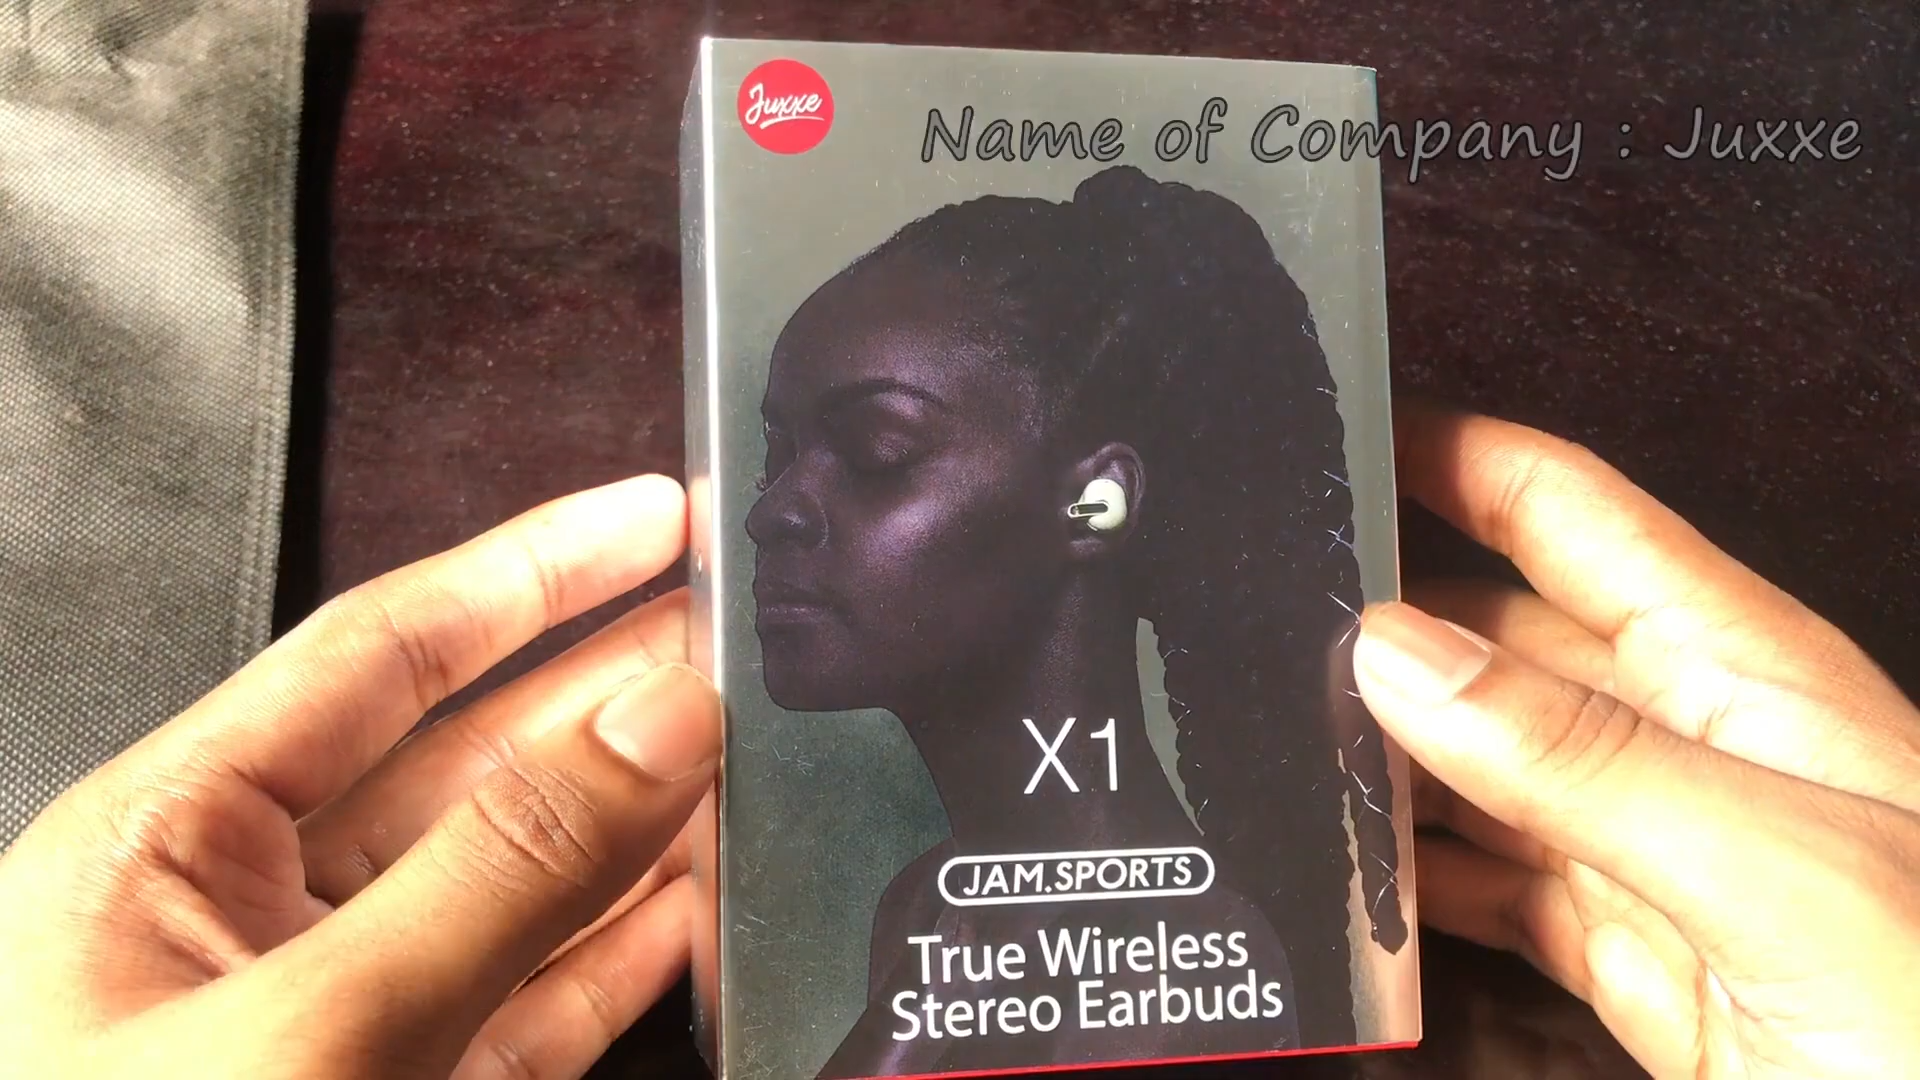 Juxxe
Name of Company : Juxxe
X1
JAM.SPORTS
True Wireless
Stereo Earbuds